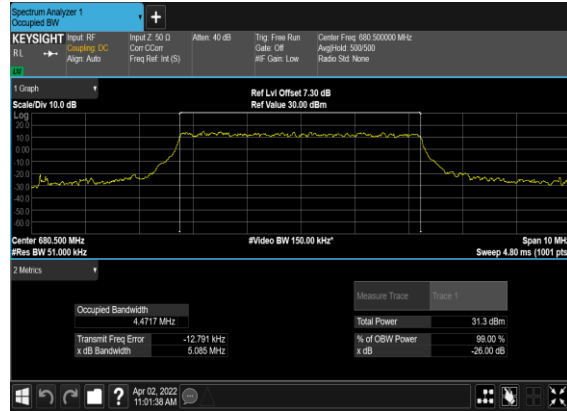 Spectrum Analyzer 1
Occupied BW
KEYSIGHT
RL
Input: RF
Coupling: DC
Align: Auto
Input Z: 50 Ω
Corr CCorr
Freq Ref: Int (S)
Atten: 40 dB
Trig: Free Run
Gate: Off
#IF Gain: Low
Center Freq: 680.500000 MHz
Avg|Hold: 500/500
Radio Std: None
1 Graph
Scale/Div 10.0 dB
Ref Lvl Offset 7.30 dB
Ref Value 30.00 dBm
Log
20.0
10.0
0.00
-10.0
-20.0
-30.0
-40.0
-50.0
-60.0
Center 680.500 MHz
#Res BW 51.000 kHz
#Video BW 150.00 kHz*
Span 10 MH
Sweep 4.80 ms (1001 pts
2 Metrics
Measure Trace
Trace 1
Occupied Bandwidth
4.4717 MHz
Total Power
31.3 dBm
Transmit Freq Error
-12.791 kHz
% of OBW Power
99.00 %
x dB Bandwidth
5.085 MHz
x dB
-26.00 dB
?
Apr 02, 2022
11:01:38 AM